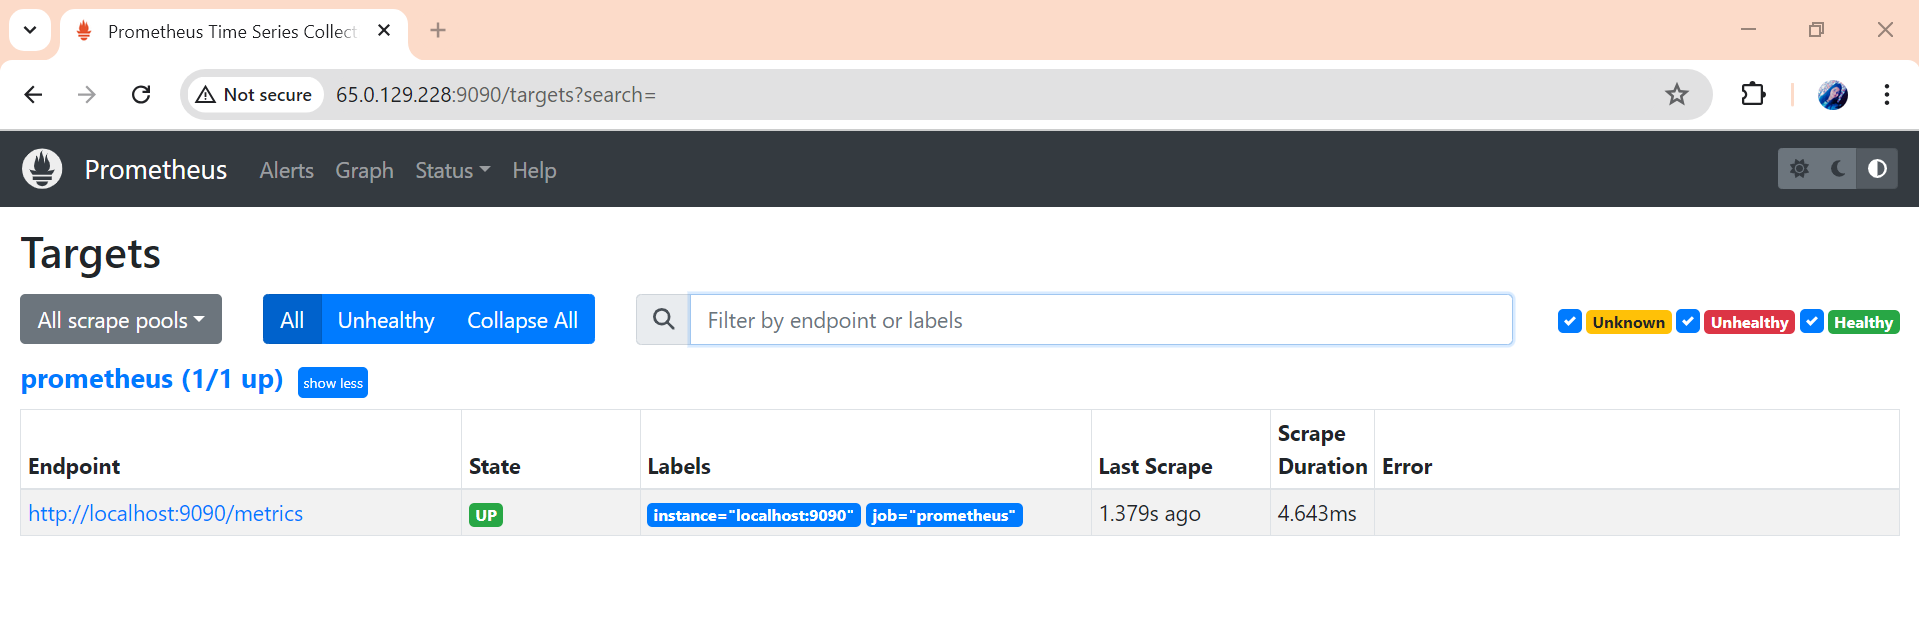 Prometheus Time Series Collect
Not secure 65.0.129.228:9090/targets?search=
Prometheus Alerts Graph Status Help
Targets
All scrape pools All Unhealthy Collapse All Filter by endpoint or labels Unknown Unhealthy Healthy
prometheus (1/1 up) show less
Endpoint State Labels Last Scrape Scrape Duration Error
http://localhost:9090/metrics UP instance="localhost:9090" job="prometheus" 1.379s ago 4.643ms